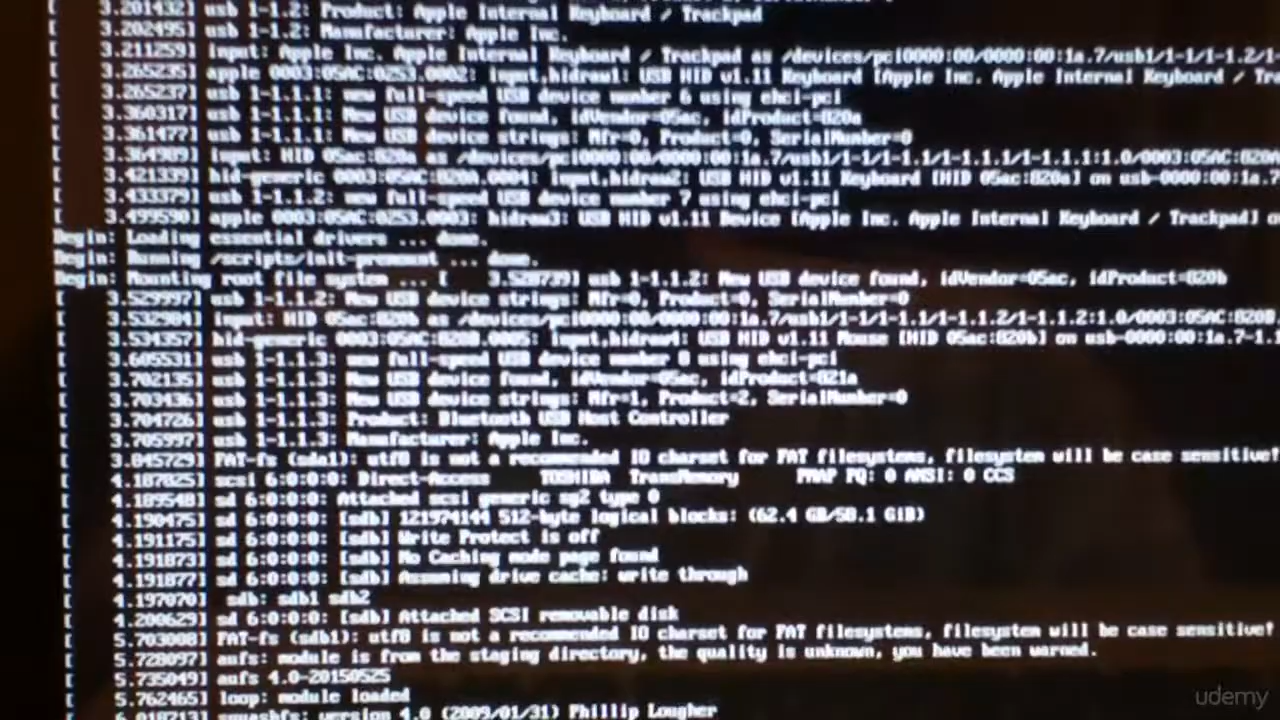 [    3.201432] usb 1-1.2: Product: Apple Internal Keyboard / Trackpad
[    3.202495] usb 1-1.2: Manufacturer: Apple Inc.
[    3.211259] input: Apple Inc. Apple Internal Keyboard / Trackpad as /devices/pci0000:00/0000:00:1a.7/usb1/1-1/1-1.2/1-
[    3.265235] apple 0003:05AC:0253.0002: input,hidraw1: USB HID v1.11 Keyboard [Apple Inc. Apple Internal Keyboard / Tr
[    3.265237] usb 1-1.1.1: new full-speed USB device number 6 using ehci-pci
[    3.360317] usb 1-1.1.1: New USB device found, idVendor=05ac, idProduct=820a
[    3.361477] usb 1-1.1.1: New USB device strings: Mfr=0, Product=0, SerialNumber=0
[    3.364989] input: HID 05ac:820a as /devices/pci0000:00/0000:00:1a.7/usb1/1-1/1-1.1/1-1.1.1/1-1.1.1:1.0/0003:05AC:820A
[    3.421339] hid-generic 0003:05AC:820A.0004: input,hidraw2: USB HID v1.11 Keyboard [HID 05ac:820a] on usb-0000:00:1a.7
[    3.433379] usb 1-1.1.2: new full-speed USB device number 7 using ehci-pci
[    3.499590] apple 0003:05AC:0253.0003: hidraw3: USB HID v1.11 Device [Apple Inc. Apple Internal Keyboard / Trackpad] o
Begin: Loading essential drivers ... done.
Begin: Running /scripts/init-premount ... done.
Begin: Mounting root file system ... [    3.528739] usb 1-1.1.2: New USB device found, idVendor=05ac, idProduct=820b
[    3.529997] usb 1-1.1.2: New USB device strings: Mfr=0, Product=0, SerialNumber=0
[    3.532984] input: HID 05ac:820b as /devices/pci0000:00/0000:00:1a.7/usb1/1-1/1-1.1/1-1.1.2/1-1.1.2:1.0/0003:05AC:820B
[    3.534357] hid-generic 0003:05AC:820B.0005: input,hidraw4: USB HID v1.11 Mouse [HID 05ac:820b] on usb-0000:00:1a.7-1.1
[    3.605531] usb 1-1.1.3: new full-speed USB device number 8 using ehci-pci
[    3.702135] usb 1-1.1.3: New USB device found, idVendor=05ac, idProduct=821a
[    3.703436] usb 1-1.1.3: New USB device strings: Mfr=1, Product=2, SerialNumber=0
[    3.704726] usb 1-1.1.3: Product: Bluetooth USB Host Controller
[    3.705997] usb 1-1.1.3: Manufacturer: Apple Inc.
[    3.845729] FAT-fs (sda1): utf8 is not a recommended IO charset for FAT filesystems, filesystem will be case sensitive!
[    4.187825] scsi 6:0:0:0: Direct-Access     TOSHIBA  TransMemory      PMAP PQ: 0 ANSI: 0 CCS
[    4.189548] sd 6:0:0:0: Attached scsi generic sg2 type 0
[    4.190475] sd 6:0:0:0: [sdb] 121974144 512-byte logical blocks: (62.4 GB/58.1 GiB)
[    4.191175] sd 6:0:0:0: [sdb] Write Protect is off
[    4.191873] sd 6:0:0:0: [sdb] No Caching mode page found
[    4.191877] sd 6:0:0:0: [sdb] Assuming drive cache: write through
[    4.197070]  sdb: sdb1 sdb2
[    4.200629] sd 6:0:0:0: [sdb] Attached SCSI removable disk
[    5.703008] FAT-fs (sdb1): utf8 is not a recommended IO charset for FAT filesystems, filesystem will be case sensitive!
[    5.728097] aufs: module is from the staging directory, the quality is unknown, you have been warned.
[    5.735049] aufs 4.0-20150525
[    5.762465] loop: module loaded
[    6.018213] squashfs: version 4.0 (2009/01/31) Phillip Lougher
udemy